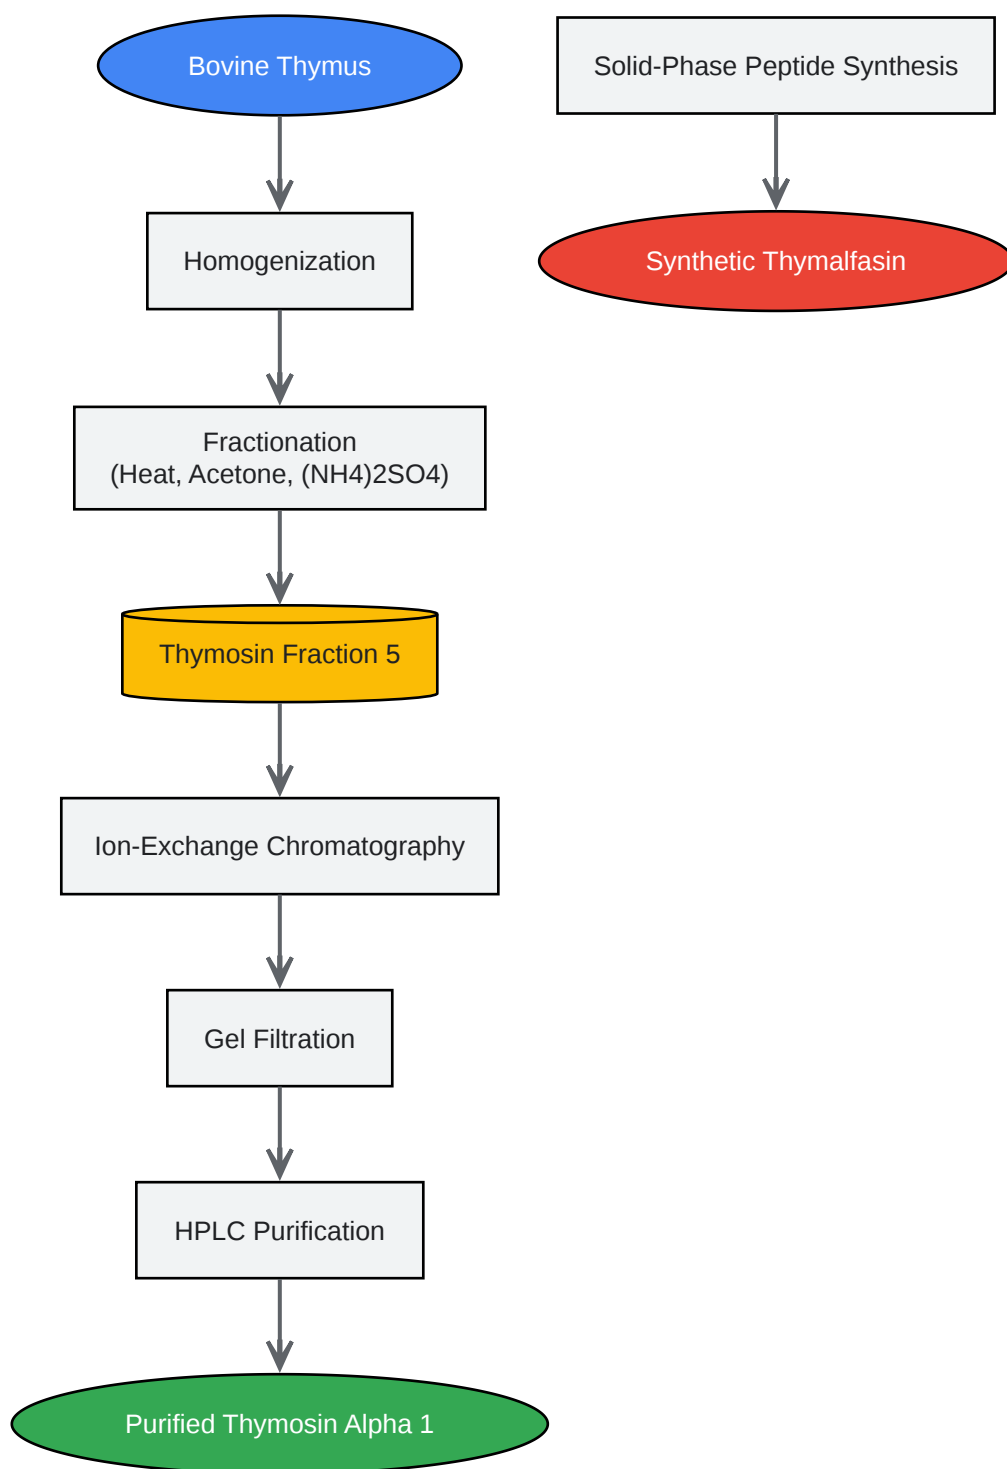 Bovine Thymus
Solid-Phase Peptide Synthesis
Homogenization
Synthetic Thymalfasin
Fractionation
(Heat, Acetone, (NH4)2SO4)
Thymosin Fraction 5
Ion-Exchange Chromatography
Gel Filtration
HPLC Purification
Purified Thymosin Alpha 1